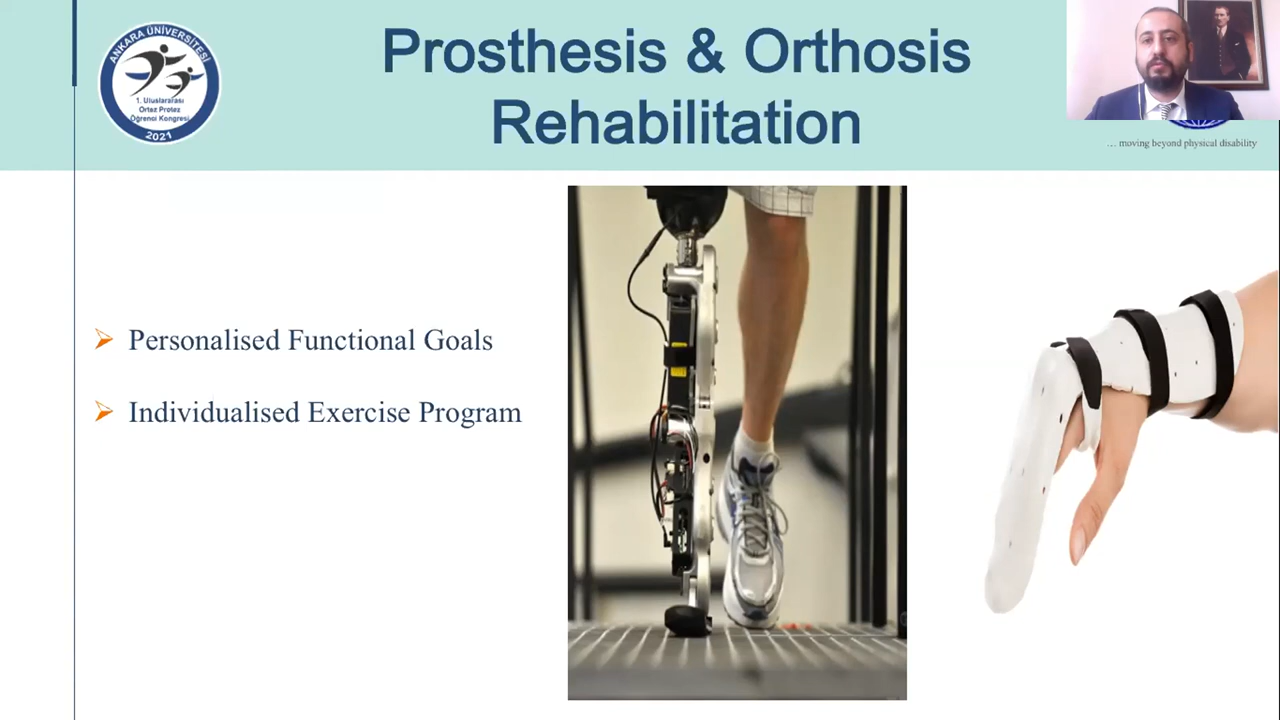 ANKARA ÜNİVERSİTESİ
1. Uluslararası
Ortez Protez
Öğrenci Kongresi
2021
Prosthesis & Orthosis
Rehabilitation
... moving beyond physical disability
Personalised Functional Goals
Individualised Exercise Program